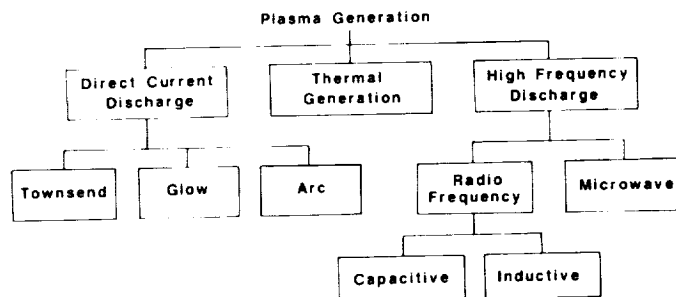 Plasma Generation
Direct Current
Discharge
Thermal
Generation
High Frequency
Discharge
Townsend
Glow
Arc
Radio
Frequency
Microwave
Capacitive
Inductive